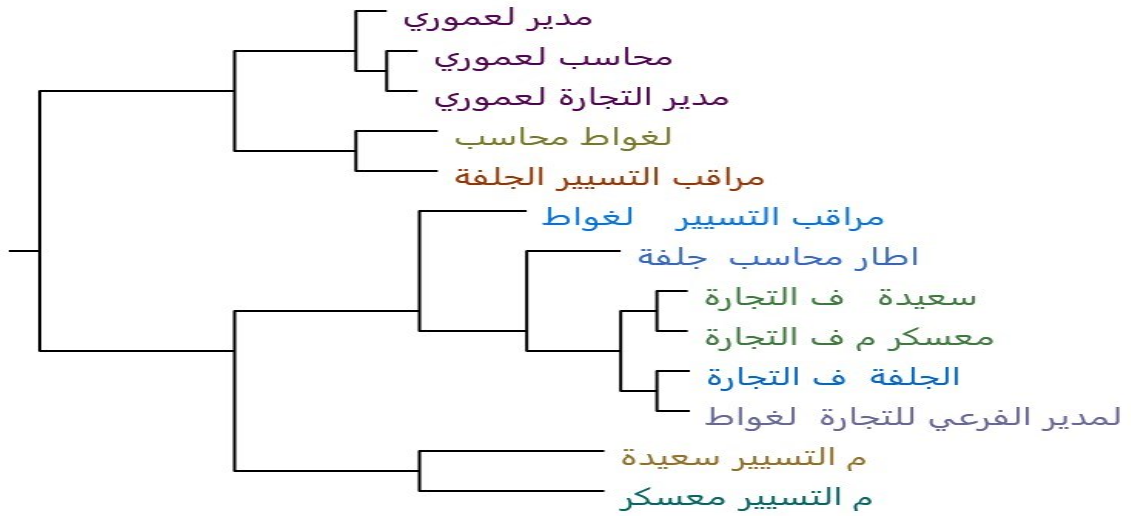 مدير لعموري
محاسب لعموري
مدير التجارة لعموري
لغواط محاسب
مراقب التسيير الجلفة
مراقب التسيير لغواط
اطار محاسب جلفة
سعيدة ف التجارة
معسكر م ف التجارة
الجلفة ف التجارة
لمدير الفرعي للتجارة لغواط
م التسيير سعيدة
م التسيير معسكر